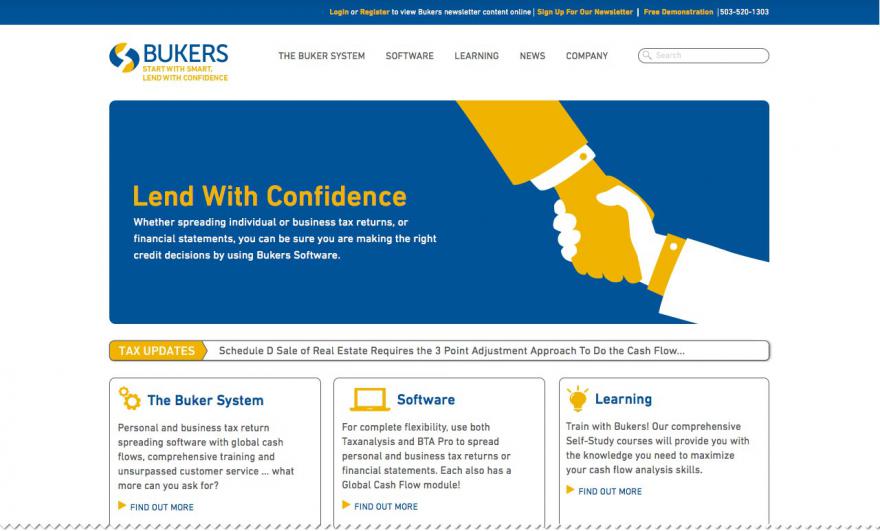 Login or Register to view Bukers newsletter content online | Sign Up For Our Newsletter | Free Demonstration | 503-520-1303
BUKERS
START WITH SMART,
LEND WITH CONFIDENCE
THE BUKER SYSTEM SOFTWARE LEARNING NEWS COMPANY Search
Lend With Confidence
Whether spreading individual or business tax returns, or
financial statements, you can be sure you are making the right
credit decisions by using Bukers Software.
TAX UPDATES Schedule D Sale of Real Estate Requires the 3 Point Adjustment Approach To Do the Cash Flow...
The Buker System
Personal and business tax return
spreading software with global cash
flows, comprehensive training and
unsurpassed customer service ... what
more can you ask for?
FIND OUT MORE
Software
For complete flexibility, use both
Taxanalysis and BTA Pro to spread
personal and business tax returns or
financial statements. Each also has a
Global Cash Flow module!
FIND OUT MORE
Learning
Train with Bukers! Our comprehensive
Self-Study courses will provide you with
the knowledge you need to maximize
your cash flow analysis skills.
FIND OUT MORE